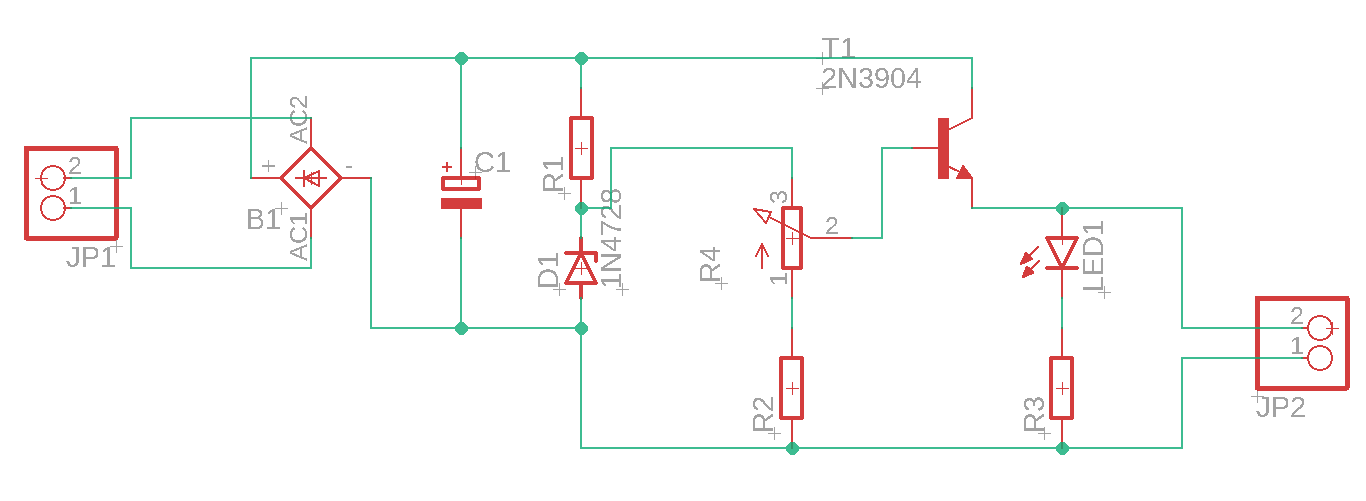 T1
2N3904
AC2
2
+
-
+
C1
1
R1
B1
AC1
JP1
D1
1N4728
3
2
R4
1
LED1
2
1
R2
R3
JP2